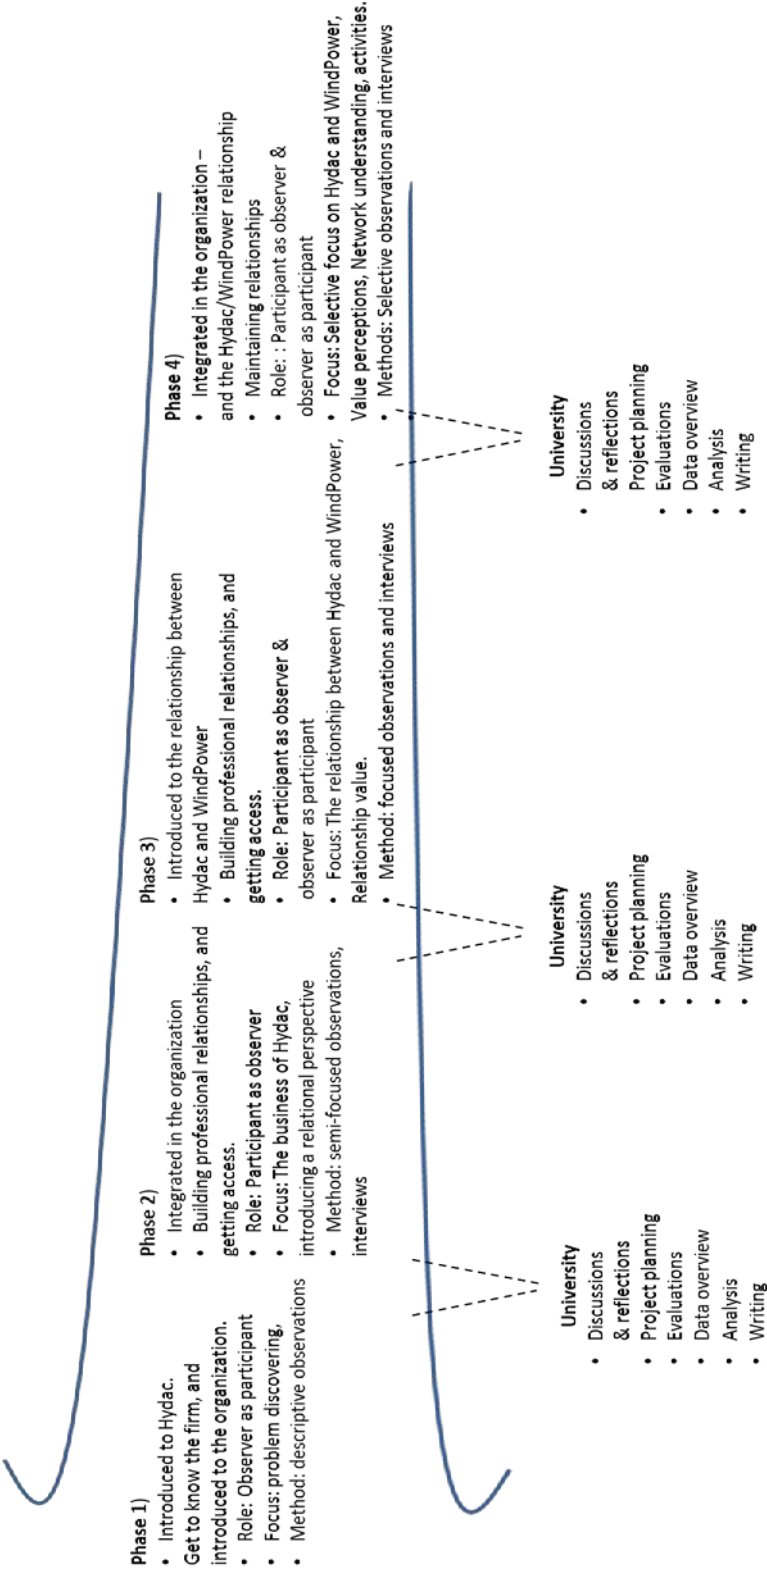 Phase 1)
• Introduced to Hydac.
Get to know the firm, and
introduced to the organization.
• Role: Observer as participant
• Focus: problem discovering,
• Method: descriptive observations
Phase 2)
• Integrated in the organization
• Building professional relationships, and
getting access.
• Role: Participant as observer
• Focus: The business of Hydac,
introducing a relational perspective
• Method: semi-focused observations,
interviews
Phase 3)
• Introduced to the relationship between
Hydac and WindPower
• Building professional relationships, and
getting access.
• Role: Participant as observer &
observer as participant
• Focus: The relationship between Hydac and WindPower,
Relationship value.
• Method: focused observations and interviews
Phase 4)
• Integrated in the organization –
and the Hydac/WindPower relationship
• Maintaining relationships
• Role: : Participant as observer &
observer as participant
• Focus: Selective focus on Hydac and WindPower,
Value perceptions, Network understanding, activities.
• Methods: Selective observations and interviews
University
• Discussions
& reflections
• Project planning
• Evaluations
• Data overview
• Analysis
• Writing
University
• Discussions
& reflections
• Project planning
• Evaluations
• Data overview
• Analysis
• Writing
University
• Discussions
& reflections
Project planning
• Evaluations
• Data overview
• Analysis
• Writing